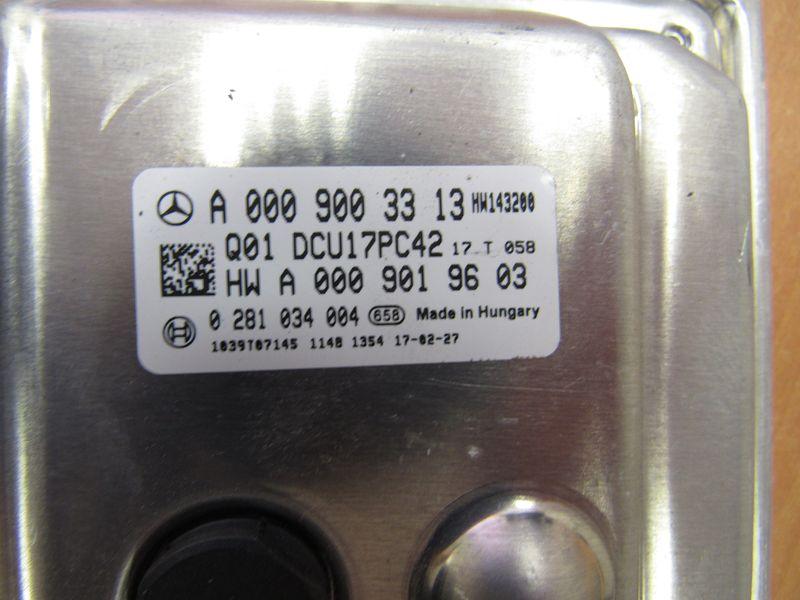 A 000 900 33 13 HW143200
Q01 DCU17PC42 17 T 058
HW A 000 901 96 03
0 281 034 004 658 Made in Hungary
1039T07145 1148 1354 17-02-27